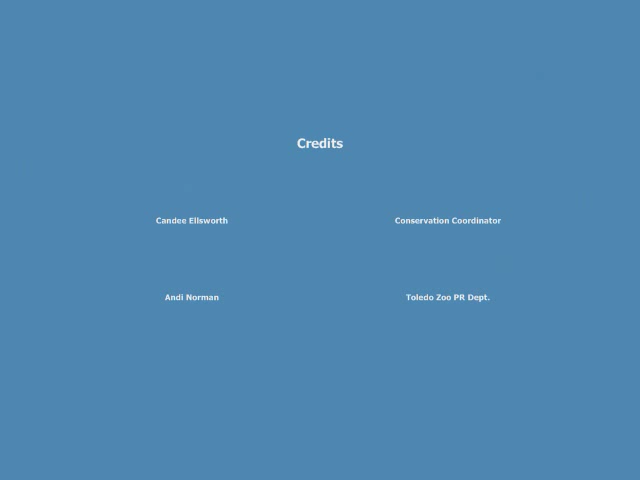 Credits
Candee Ellsworth Conservation Coordinator
Andi Norman Toledo Zoo PR Dept.